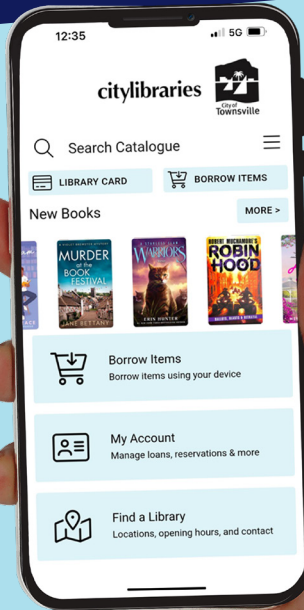 12:35
5G
citylibraries
City of
Townsville
Search Catalogue
LIBRARY CARD
BORROW ITEMS
New Books
MORE >
MURDER
at the
BOOK
FESTIVAL
JANE BETTANY
WARRIORS
ERIN HUNTER
ROBERT MUCHAMORE'S
ROBIN
HOOD
Borrow Items
Borrow items using your device
My Account
Manage loans, reservations & more
Find a Library
Locations, opening hours, and contact